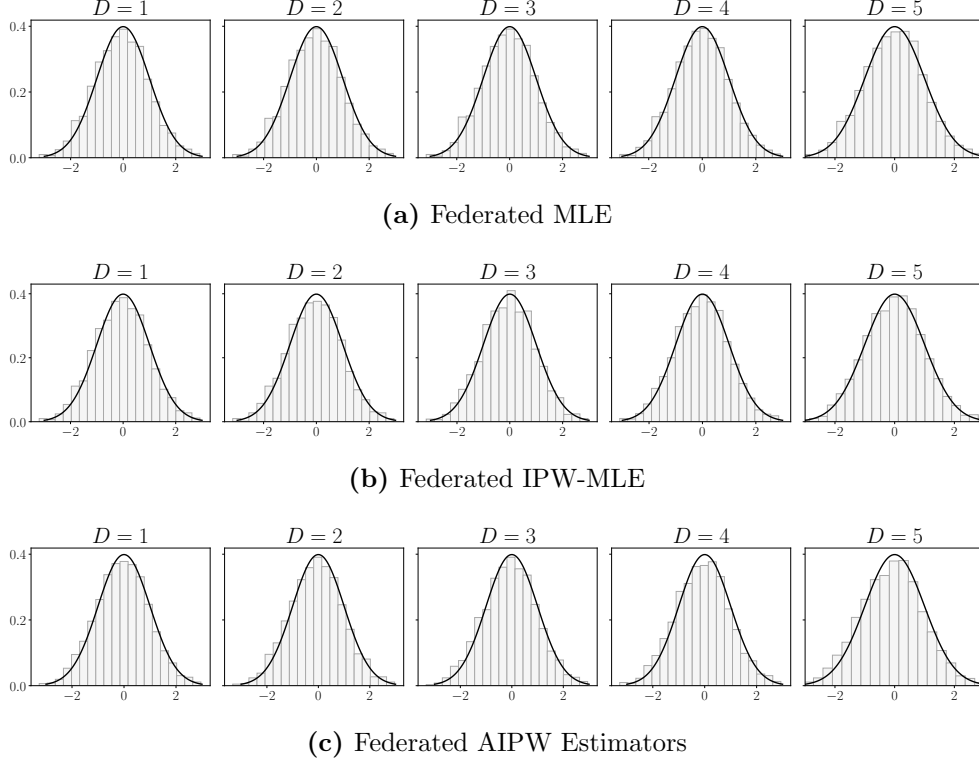 D = 1 D = 2 D = 3 D = 4 D = 5
0.4
0.2
0.0
−2 0 2 −2 0 2 −2 0 2 −2 0 2 −2 0 2
(a) Federated MLE
D = 1 D = 2 D = 3 D = 4 D = 5
0.4
0.2
0.0
−2 0 2 −2 0 2 −2 0 2 −2 0 2 −2 0 2
(b) Federated IPW-MLE
D = 1 D = 2 D = 3 D = 4 D = 5
0.4
0.2
0.0
−2 0 2 −2 0 2 −2 0 2 −2 0 2 −2 0 2
(c) Federated AIPW Estimators